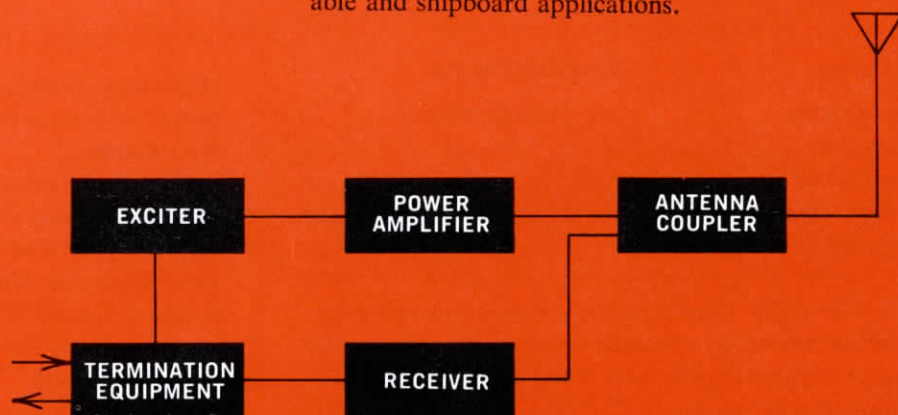 able and shipboard applications.
EXCITER
POWER
AMPLIFIER
ANTENNA
COUPLER
TERMINATION
EQUIPMENT
RECEIVER